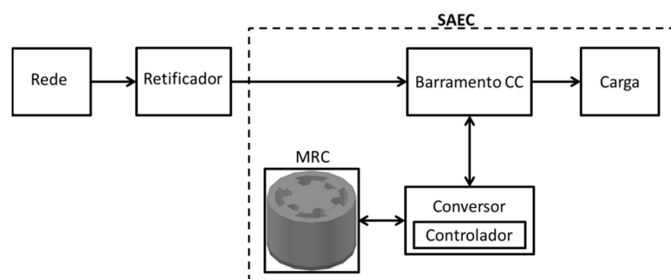 SAEC
Rede
Retificador
Barramento CC
Carga
MRC
Conversor
Controlador